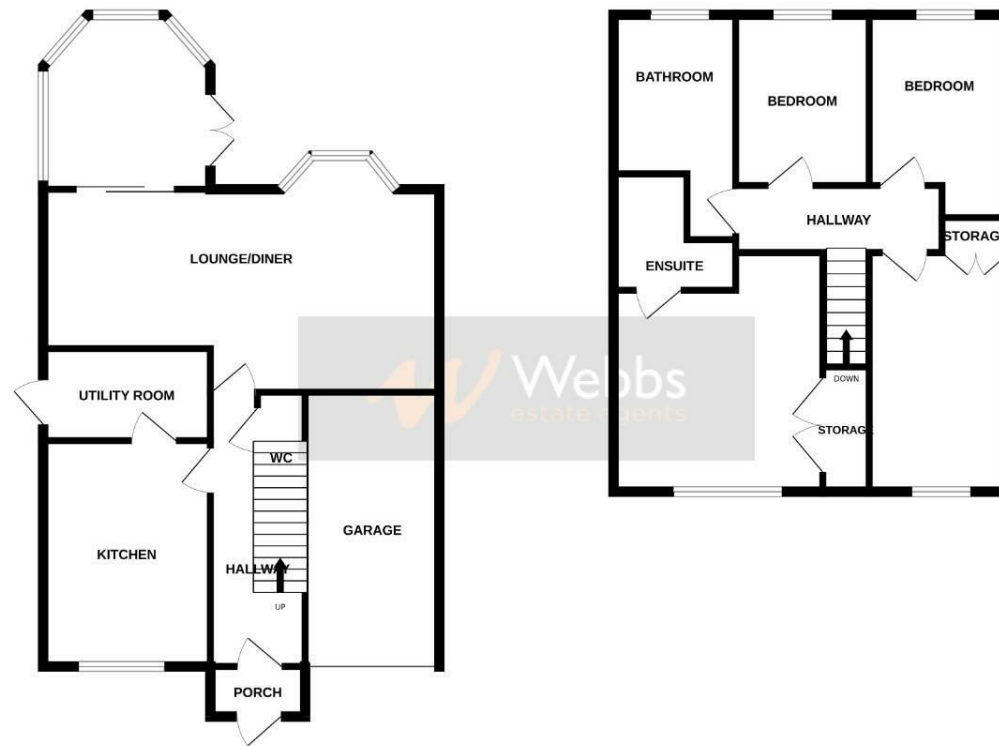 LOUNGE/DINER
UTILITY ROOM
WC
KITCHEN
HALLWAY
UP
GARAGE
PORCH
BATHROOM
BEDROOM
BEDROOM
HALLWAY
STORAG
ENSUITE
DOWN
STORAGE
Webbs
estate agents